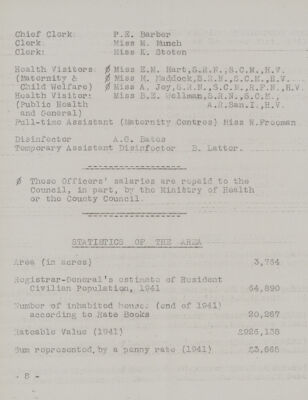 Chief Clerk: P.E. Barber
Clerk: Miss M. Munch
Clerk: Miss K. Stoten
Health Visitors: Ø Miss E.M. Hart, S.R.N., S.C.M., H.V.
(Maternity & Ø Miss M. Maddock, S.R.N., S.C.M., H.V.
Child Welfare) Ø Miss A. Joy, S.R.N., S.C.M., R.F.N., H.V.
Health Visitor: Miss B.E. Wellman, S.R.N., S.C.M.,
(Public Health A.R.San.I., H.V.
and General)
Full-time Assistant (Maternity Centres) Miss N. Freeman
Disinfector A.G. Bates
Temporary Assistant Disinfector B. Latter.
Ø These Officers' salaries are repaid to the
Council, in part, by the Ministry of Health
or the County Council.
STATISTICS OF THE AREA
Area (in acres) 3,754
Registrar-General's estimate of Resident
Civilian Population, 1941 64,890
Number of inhabited houses (end of 1941)
according to Rate Books 20,267
Rateable Value (1941) £925,138
Sum represented by a penny rate (1941) £3,665
- 8 -